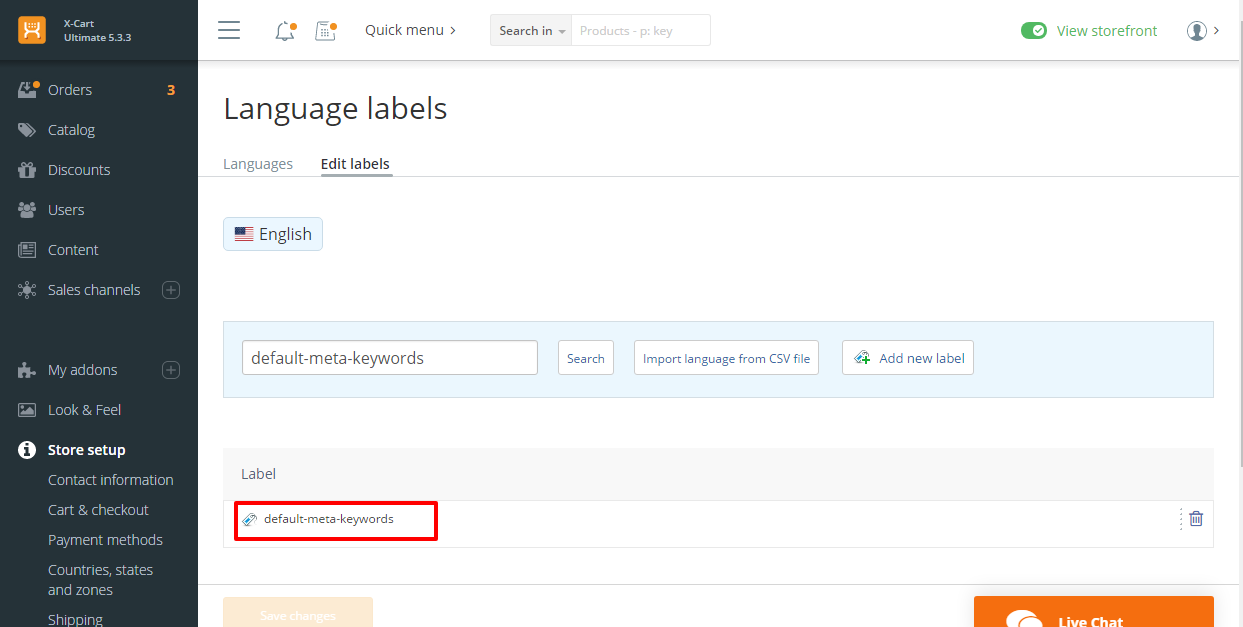 X-Cart
Ultimate 5.3.3
Quick menu
Search in
Products - p: key
View storefront
Orders
3
Catalog
Discounts
Users
Content
Sales channels
My addons
Look & Feel
Store setup
Contact information
Cart & checkout
Payment methods
Countries, states
and zones
Shipping
Language labels
Languages
Edit labels
English
default-meta-keywords
Search
Import language from CSV file
Add new label
Label
default-meta-keywords
Save changes
Live Chat